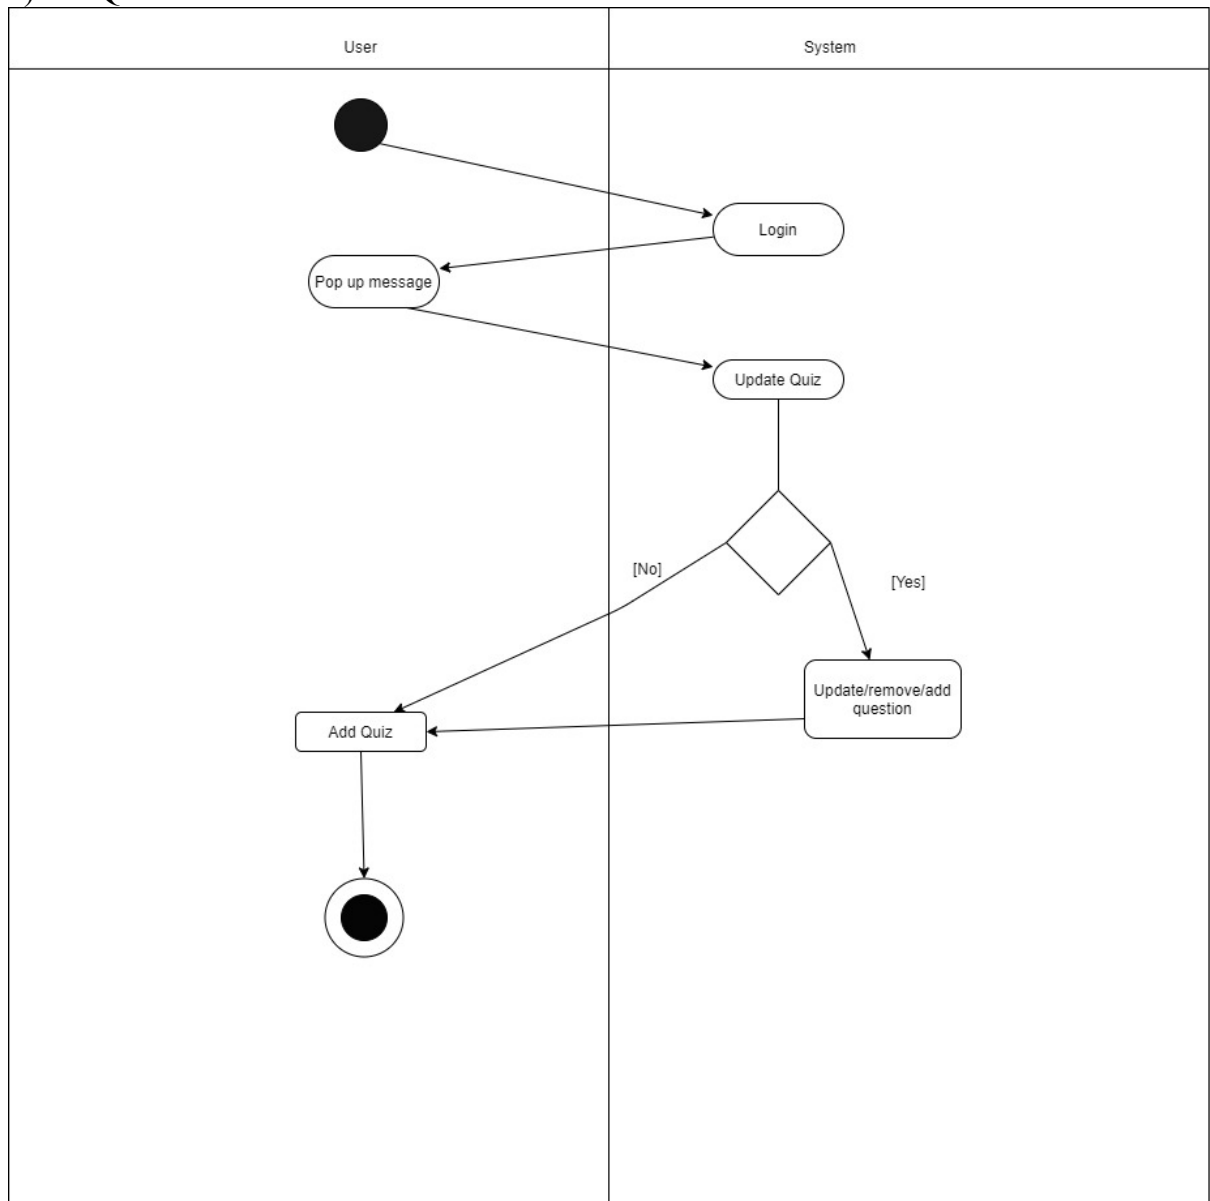 User
System
Login
Pop up message
Update Quiz
[No]
[Yes]
Update/remove/add
question
Add Quiz